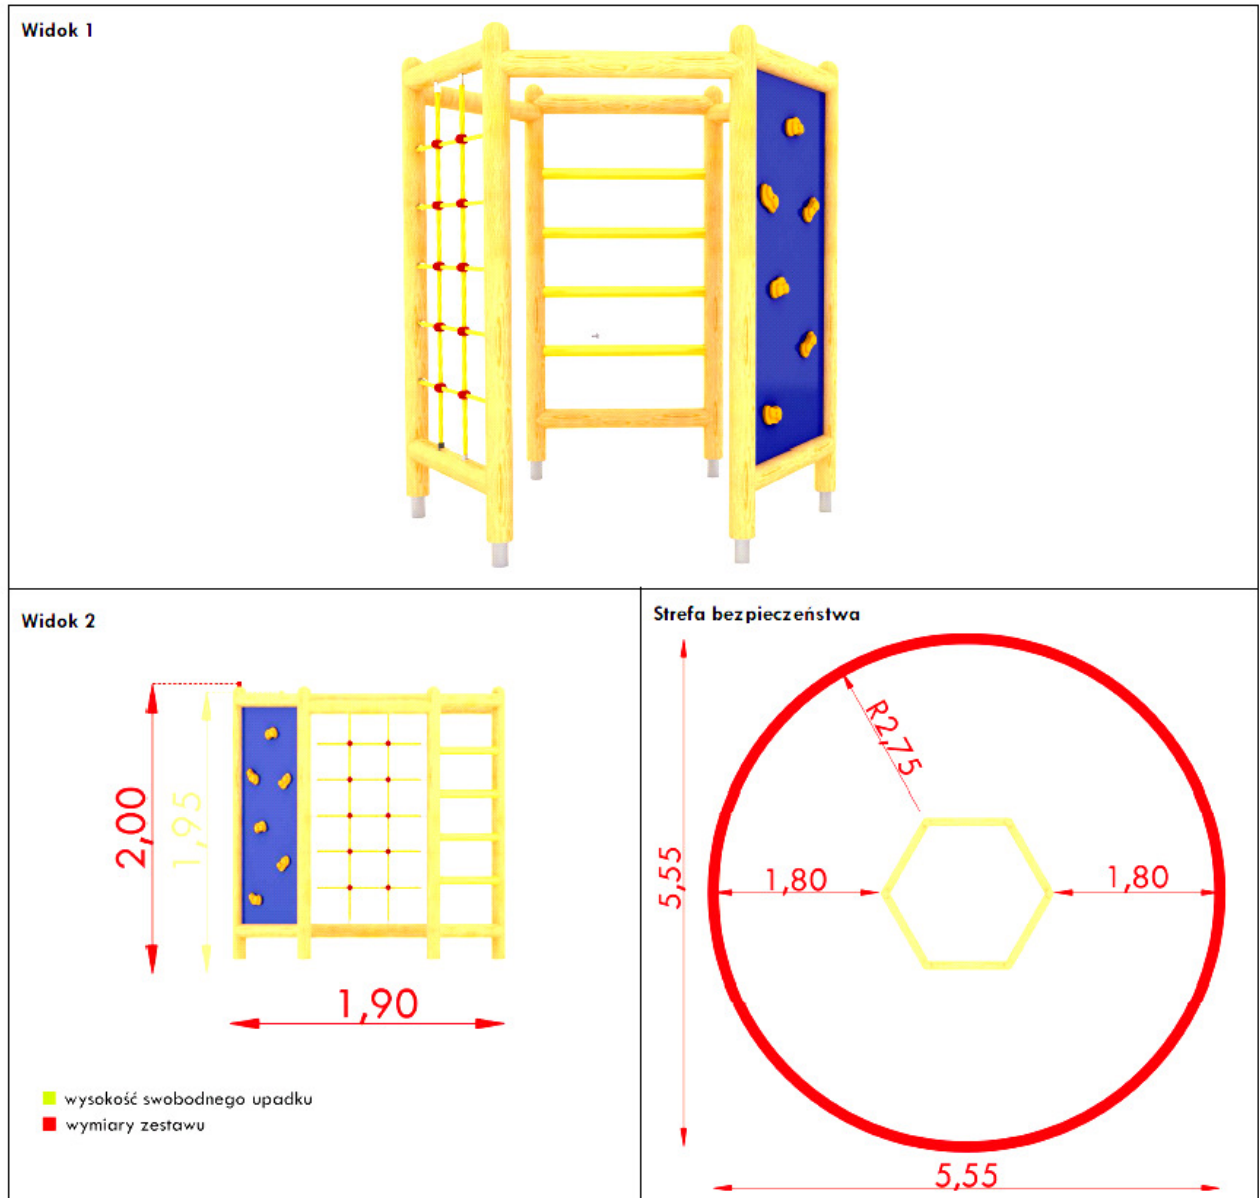 Widok 1
Widok 2
2,00
1,95
1,90
wysokość swobodnego upadku
wymiary zestawu
Strefa bezpieczeństwa
R2,75
5,55
1,80
1,80
5,55